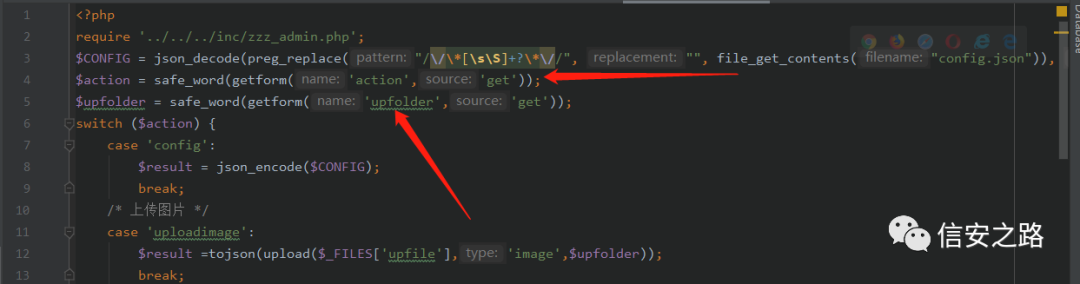 1 <?php
2 require '../../../inc/zzz_admin.php';
3 $CONFIG = json_decode(preg_replace( pattern: "/\/\*[\s\S]+?\*\//", replacement: "", file_get_contents( filename: "config.json")),
4 $action = safe_word(getform( name: 'action', source: 'get'));
5 $upfolder = safe_word(getform( name: 'upfolder', source: 'get'));
6 switch ($action) {
7 case 'config':
8 $result = json_encode($CONFIG);
9 break;
10 /* 上传图片 */
11 case 'uploadimage':
12 $result =tojson(upload($_FILES['upfile'], type: 'image',$upfolder));
13 break;
信安之路
Database